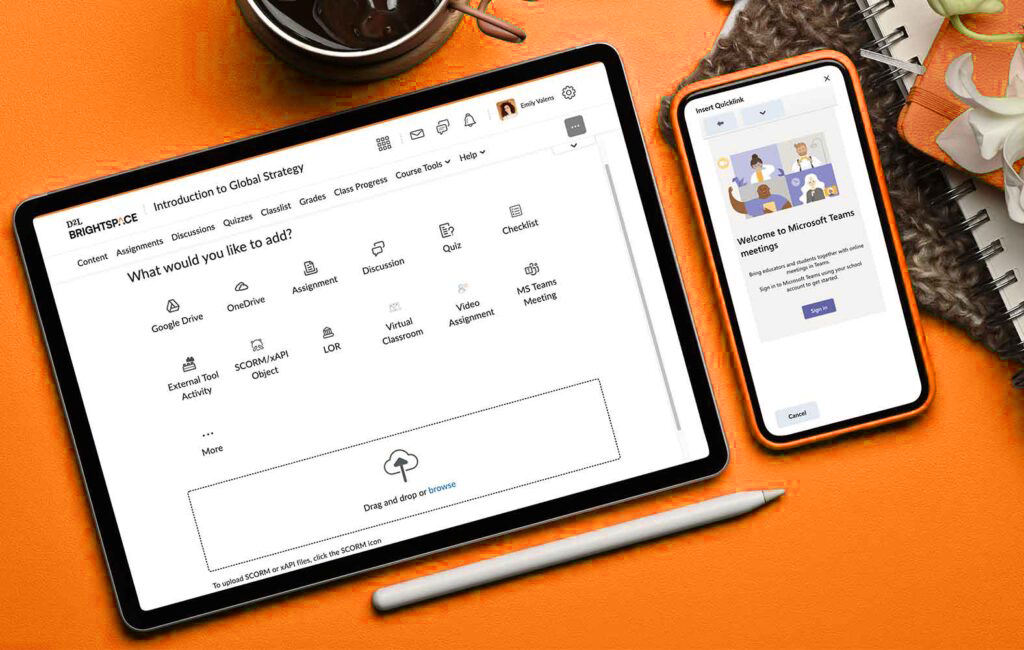 Emily Valens
D2L
BRIGHTSPACE
Introduction to Global Strategy
Content Assignments Discussions Quizzes Classlist Grades Class Progress Course Tools Help
What would you like to add?
Google Drive
OneDrive
Assignment
Discussion
Quiz
Checklist
External Tool
Activity
SCORM/xAPI
Object
LOR
Virtual
Classroom
Video
Assignment
MS Teams
Meeting
More
Drag and drop or browse
To upload SCORM or xAPI files, click the SCORM icon
Insert Quicklink
Welcome to Microsoft Teams
meetings
Bring educators and students together with online
meetings in Teams.
Sign in to Microsoft Teams using your school
account to get started.
Sign in
Cancel